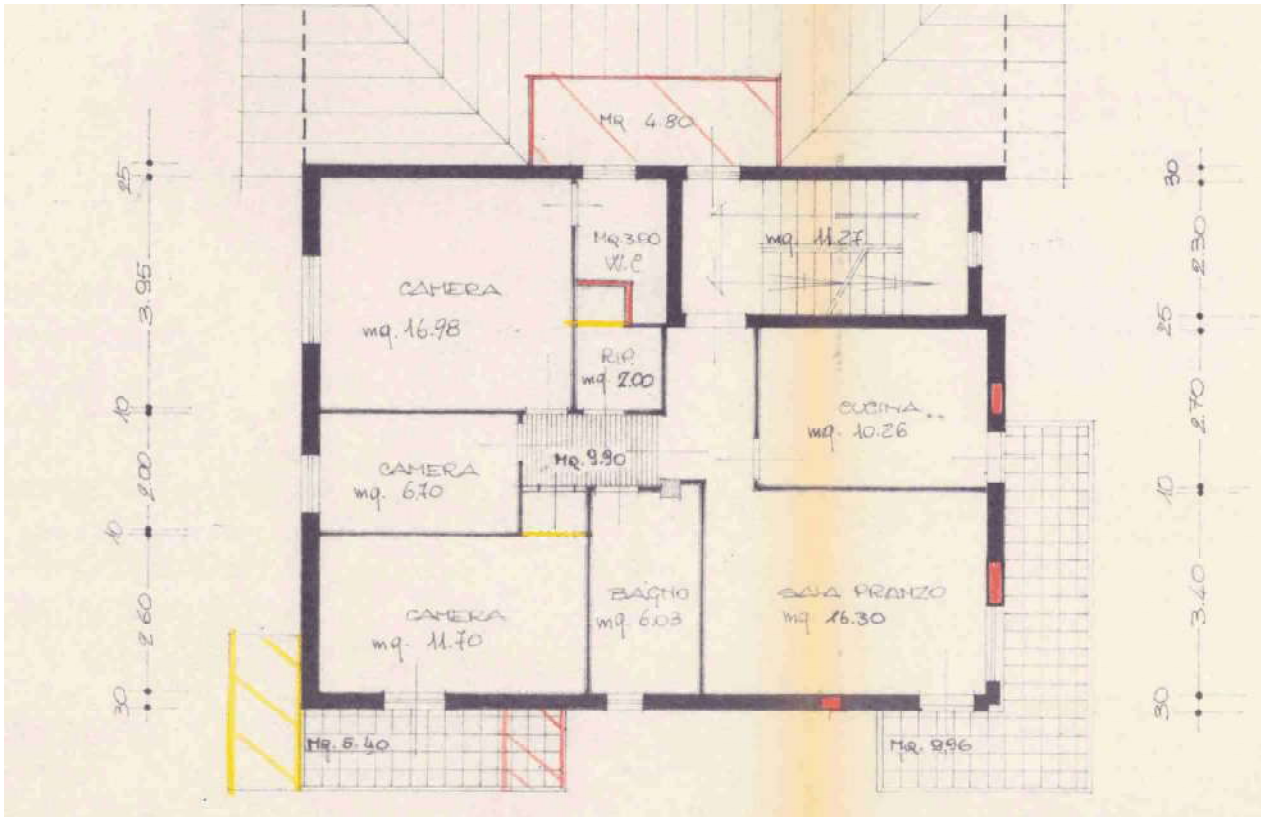 MQ 4.80
MQ 3.80
W.C
mq. 11.27
CAMERA
mq. 16.98
RIP.
mq. 2.00
CUCINA
mq. 10.26
MQ. 9.90
CAMERA
mq. 6.70
CAMERA
mq. 11.70
BAGNO
mq. 6.03
SALA PRANZO
mq 16.30
MQ. 5.40
MQ. 9.96
25
3.95
10
2.00
10
2.60
30
30
2.30
25
2.70
10
3.40
30